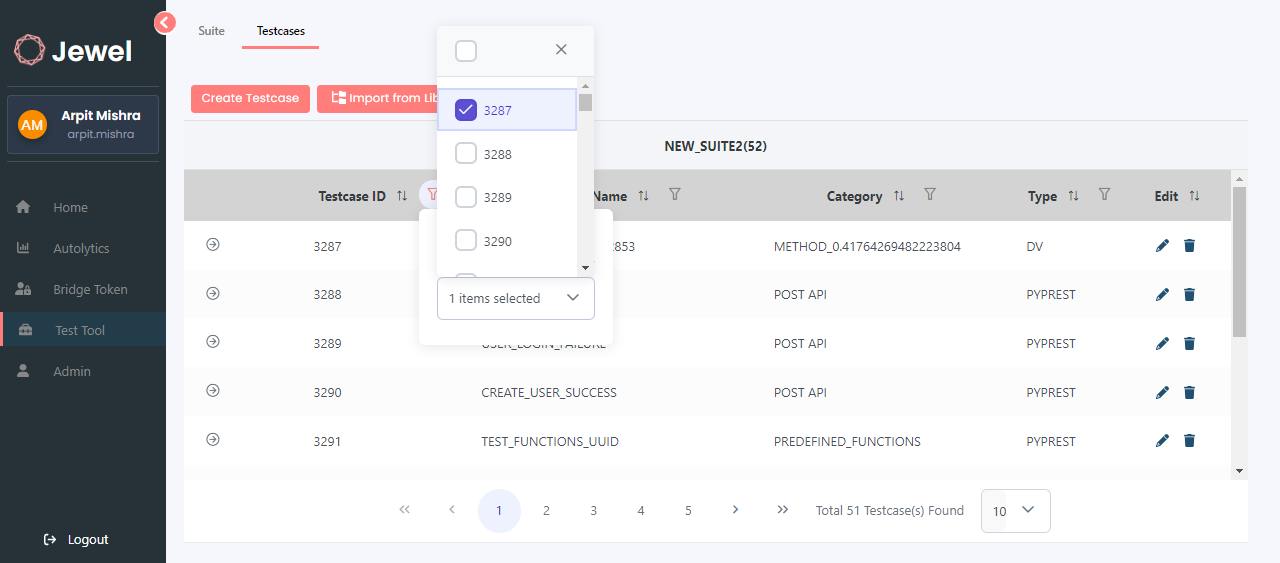 Jewel
AM
Arpit Mishra
arpit.mishra
Home
Autolytics
Bridge Token
Test Tool
Admin
Logout
Suite
Testcases
Create Testcase
Import from Lib
NEW_SUITE2(52)
Testcase ID
Name
Category
Type
Edit
3287
3288
3289
3290
1 items selected
3287
2853
METHOD_0.41764269482223804
DV
3288
POST API
PYPREST
3289
USER_LOGIN_FAILURE
POST API
PYPREST
3290
CREATE_USER_SUCCESS
POST API
PYPREST
3291
TEST_FUNCTIONS_UUID
PREDEFINED_FUNCTIONS
PYPREST
1
2
3
4
5
Total 51 Testcase(s) Found
10